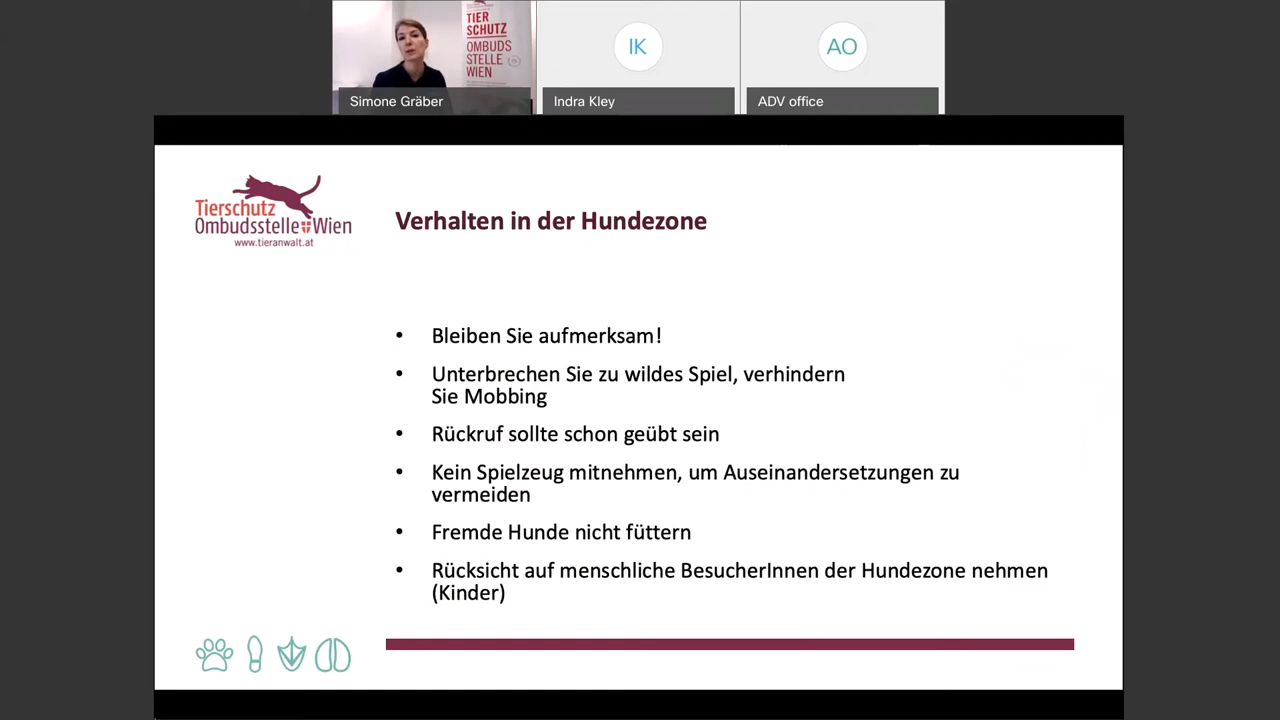 TIER
SCHUTZ
OMBUDS
STELLE
WIEN
IK
AO
Simone Gräber
Indra Kley
ADV office
Tierschutz
Ombudsstelle Wien
www.tieranwalt.at
Verhalten in der Hundezone
• Bleiben Sie aufmerksam!
• Unterbrechen Sie zu wildes Spiel, verhindern
Sie Mobbing
• Rückruf sollte schon geübt sein
• Kein Spielzeug mitnehmen, um Auseinandersetzungen zu
vermeiden
• Fremde Hunde nicht füttern
• Rücksicht auf menschliche BesucherInnen der Hundezone nehmen
(Kinder)